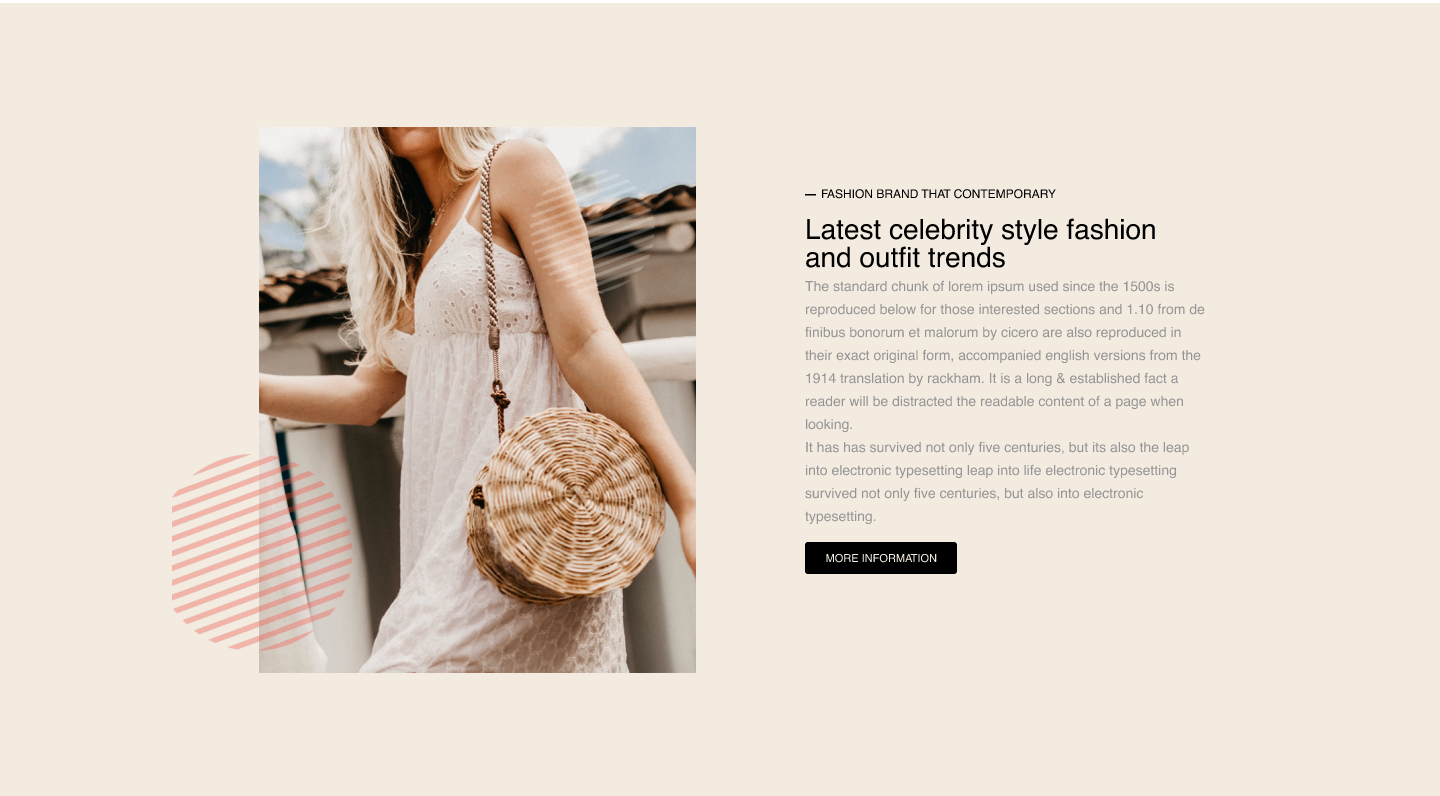 — FASHION BRAND THAT CONTEMPORARY
Latest celebrity style fashion
and outfit trends
The standard chunk of lorem ipsum used since the 1500s is
reproduced below for those interested sections and 1.10 from de
finibus bonorum et malorum by cicero are also reproduced in
their exact original form, accompanied english versions from the
1914 translation by rackham. It is a long & established fact a
reader will be distracted the readable content of a page when
looking.
It has has survived not only five centuries, but its also the leap
into electronic typesetting leap into life electronic typesetting
survived not only five centuries, but also into electronic
typesetting.
MORE INFORMATION